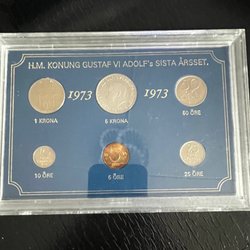 H.M. KONUNG GUSTAF VI ADOLF's SISTA ÅRSSET.
1973 1973
1 KRONA 5 KRONA 50 ÖRE
10 ÖRE 5 ÖRE 25 ÖRE